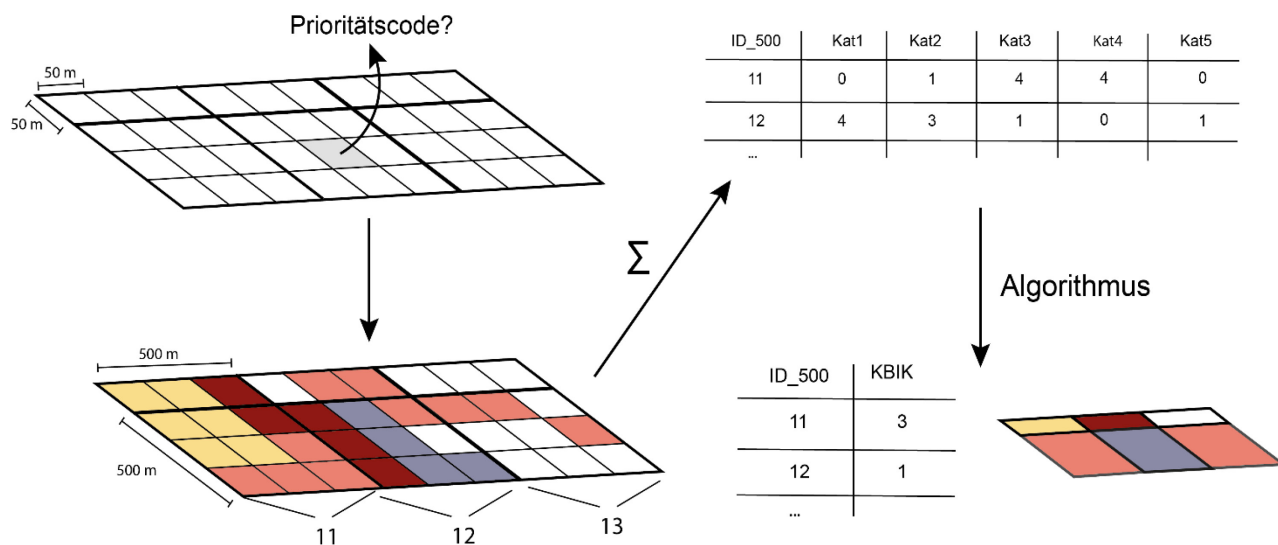 Prioritätscode?
50 m
50 m
ID_500 Kat1 Kat2 Kat3 Kat4 Kat5
11 0 1 4 4 0
12 4 3 1 0 1
...
Σ
Algorithmus
500 m
500 m
11 12 13
ID_500 KBIK
11 3
12 1
...